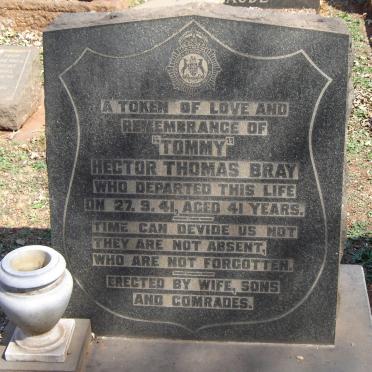 A TOKEN OF LOVE AND
REMEMBRANCE OF
"TOMMY"
HECTOR THOMAS BRAY
WHO DEPARTED THIS LIFE
ON 27. 9. 41, AGED 41 YEARS.
TIME CAN DEVIDE US NOT
THEY ARE NOT ABSENT,
WHO ARE NOT FORGOTTEN.
ERECTED BY WIFE, SONS
AND COMRADES.